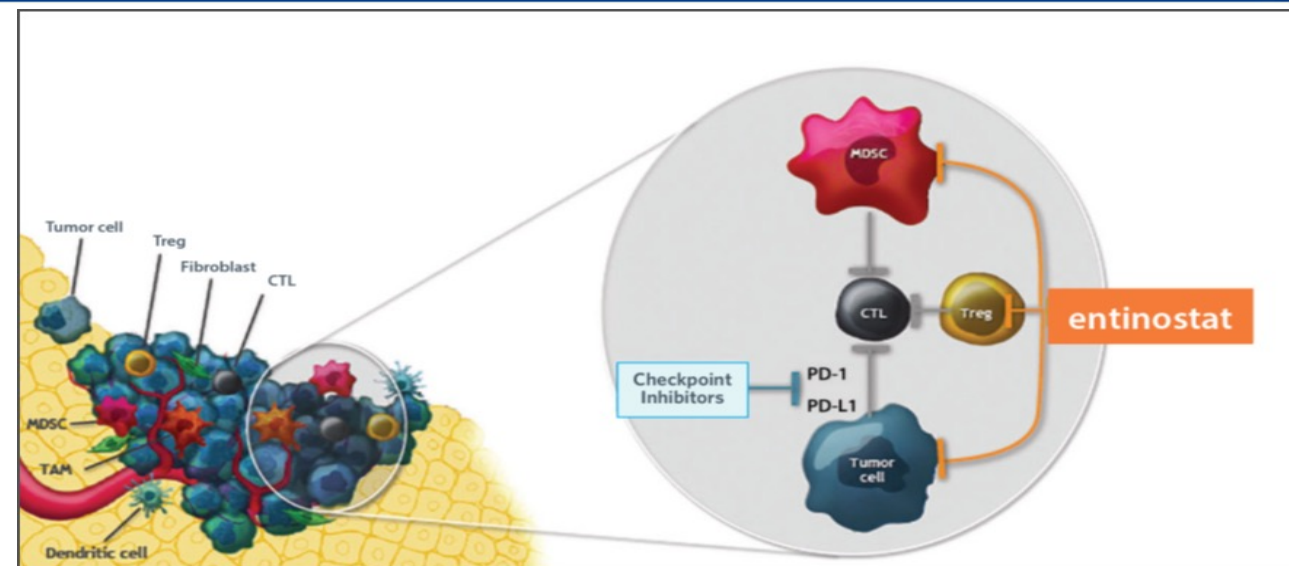 Tumor cell
Treg
Fibroblast
CTL
MDSC
TAM
Dendritic cell
MDSC
CTL
Treg
entinostat
Checkpoint
Inhibitors
PD-1
PD-L1
Tumor
cell